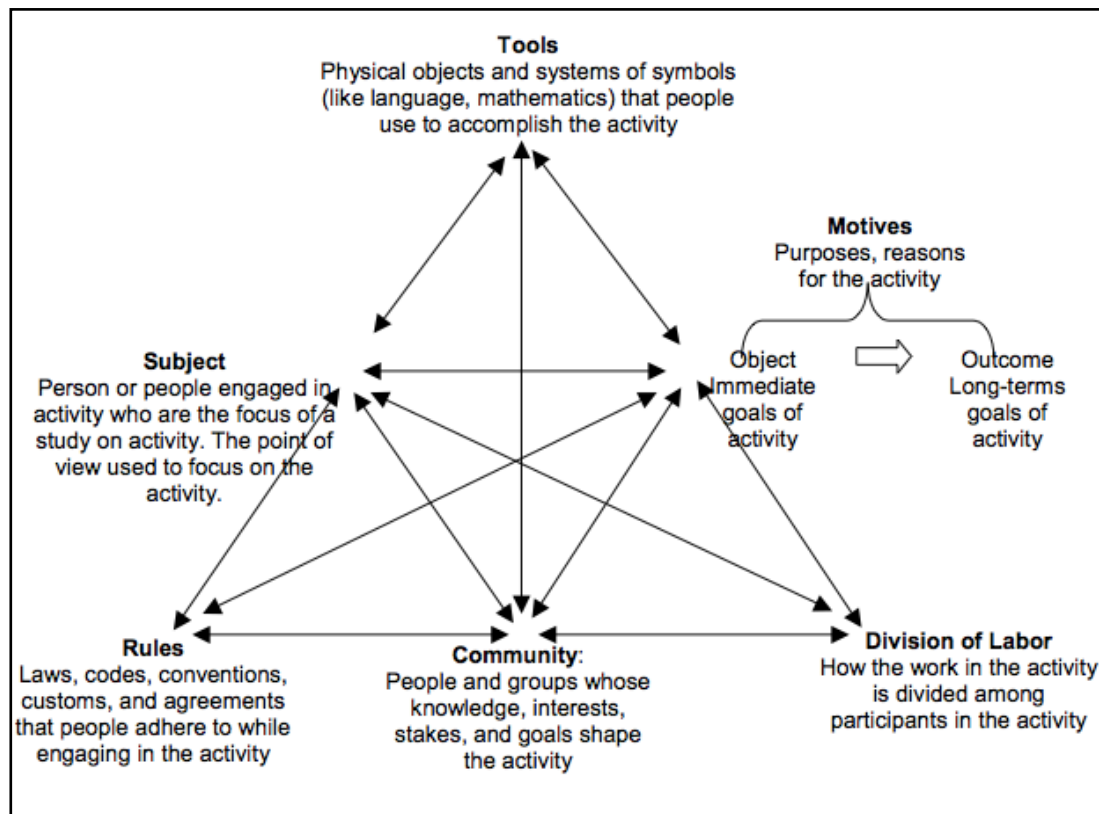 Tools
Physical objects and systems of symbols
(like language, mathematics) that people
use to accomplish the activity
Motives
Purposes, reasons
for the activity
Subject
Person or people engaged in
activity who are the focus of a
study on activity. The point of
view used to focus on the
activity.
Object
Immediate
goals of
activity
Outcome
Long-terms
goals of
activity
Rules
Laws, codes, conventions,
customs, and agreements
that people adhere to while
engaging in the activity
Community:
People and groups whose
knowledge, interests,
stakes, and goals shape
the activity
Division of Labor
How the work in the activity
is divided among
participants in the activity